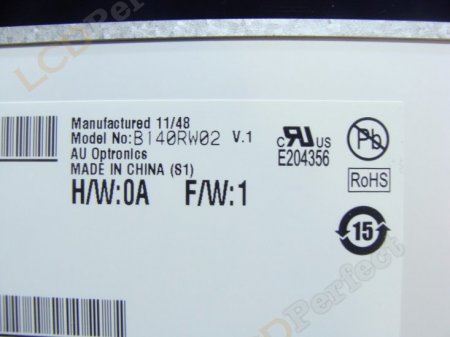 LCDPerfect
Manufactured 11/48
Model No:B140RW02 V.1
AU Optronics
MADE IN CHINA (S1)
H/W:0A F/W:1
c RU US
E204356
Pb
RoHS
15
LCDPerfect